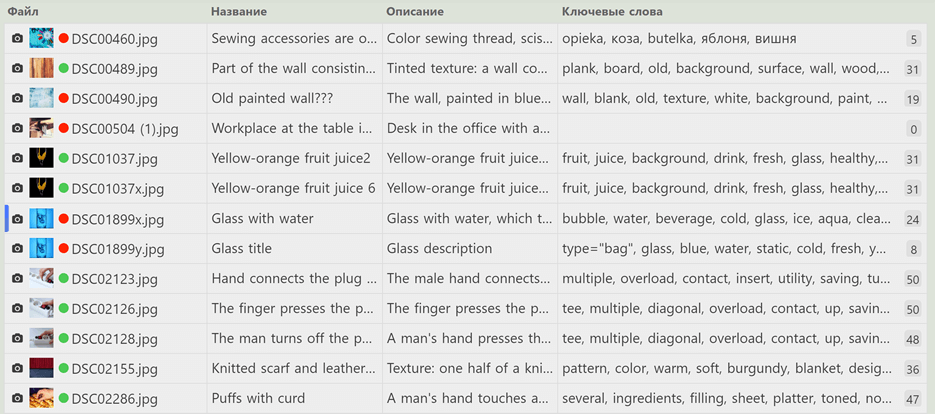 Файл Название Описание Ключевые слова
DSC00460.jpg Sewing accessories are o... Color sewing thread, scis... opieka, коза, butelka, яблоня, вишня 5
DSC00489.jpg Part of the wall consistin... Tinted texture: a wall co... plank, board, old, background, surface, wall, wood,... 31
DSC00490.jpg Old painted wall??? The wall, painted in blue... wall, blank, old, texture, white, background, paint, ... 19
DSC00504 (1).jpg Workplace at the table i... Desk in the office with a... 0
DSC01037.jpg Yellow-orange fruit juice2 Yellow-orange fruit juice... fruit, juice, background, drink, fresh, glass, healthy,... 31
DSC01037x.jpg Yellow-orange fruit juice 6 Yellow-orange fruit juice... fruit, juice, background, drink, fresh, glass, healthy,... 31
DSC01899x.jpg Glass with water Glass with water, which t... bubble, water, beverage, cold, glass, ice, aqua, clea... 24
DSC01899y.jpg Glass title Glass description type="bag", glass, blue, water, static, cold, fresh, y... 8
DSC02123.jpg Hand connects the plug ... The male hand connects... multiple, overload, contact, insert, utility, saving, tu... 50
DSC02126.jpg The finger presses the p... The finger presses the p... tee, multiple, diagonal, overload, contact, up, savin... 50
DSC02128.jpg The man turns off the p... A man's hand presses th... tee, multiple, diagonal, overload, contact, up, savin... 48
DSC02155.jpg Knitted scarf and leather... Texture: one half of a kni... pattern, color, warm, soft, burgundy, blanket, desig... 36
DSC02286.jpg Puffs with curd A man's hand touches a... several, ingredients, filling, sheet, platter, toned, no... 47